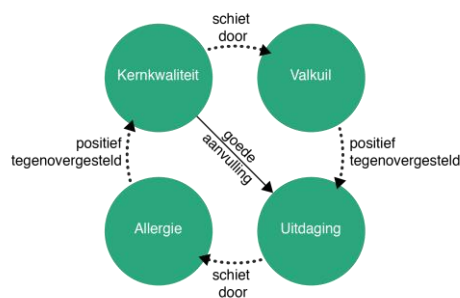 schiet
door
Kernkwaliteit
Valkuil
positief
tegenovergesteld
goede
aanvulling
positief
tegenovergesteld
Allergie
Uitdaging
schiet
door